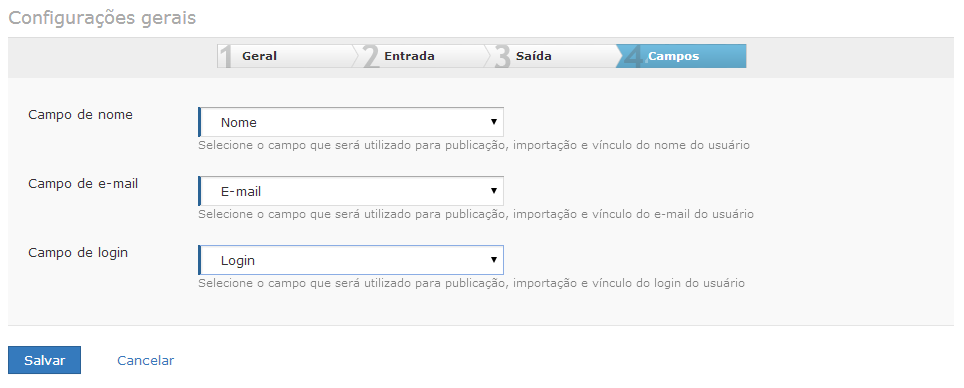 Configurações gerais
1 Geral 2 Entrada 3 Saída 4 Campos
Campo de nome
Nome
Selecione o campo que será utilizado para publicação, importação e vínculo do nome do usuário
Campo de e-mail
E-mail
Selecione o campo que será utilizado para publicação, importação e vínculo do e-mail do usuário
Campo de login
Login
Selecione o campo que será utilizado para publicação, importação e vínculo do login do usuário
Salvar Cancelar